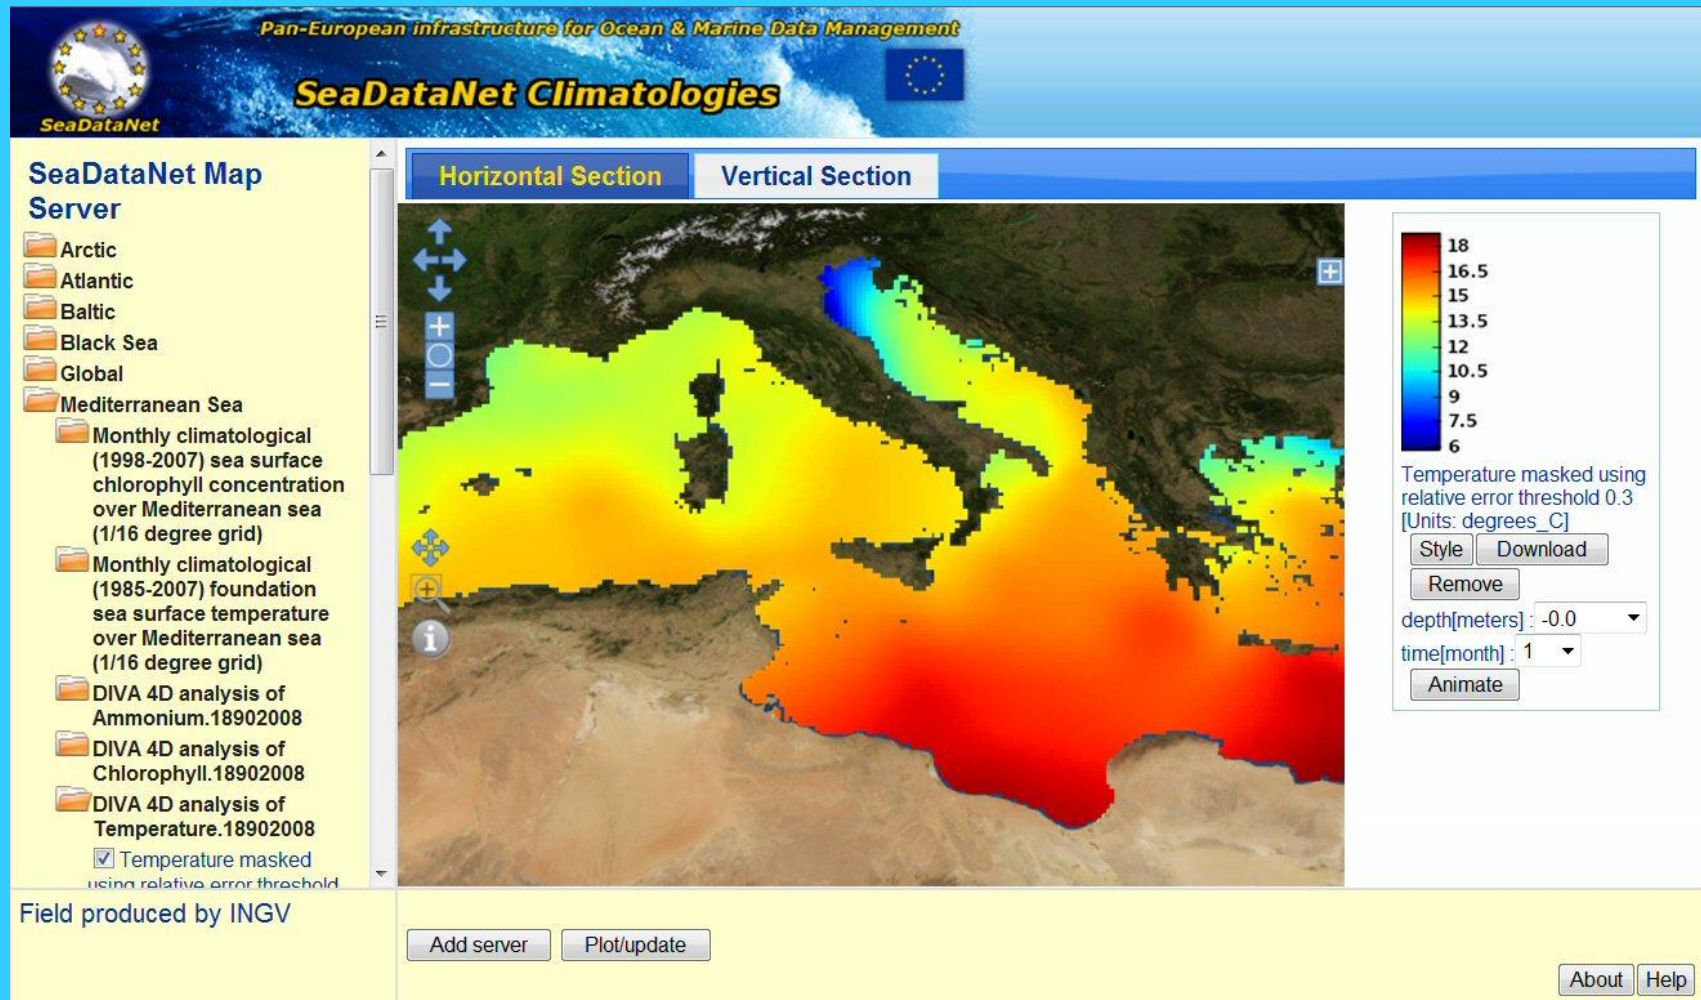 Pan-European infrastructure for Ocean & Marine Data Management
SeaDataNet Climatologies
SeaDataNet
SeaDataNet Map
Server
Arctic
Atlantic
Baltic
Black Sea
Global
Mediterranean Sea
Monthly climatological
(1998-2007) sea surface
chlorophyll concentration
over Mediterranean sea
(1/16 degree grid)
Monthly climatological
(1985-2007) foundation
sea surface temperature
over Mediterranean sea
(1/16 degree grid)
DIVA 4D analysis of
Ammonium.18902008
DIVA 4D analysis of
Chlorophyll.18902008
DIVA 4D analysis of
Temperature.18902008
Temperature masked
using relative error threshold
Horizontal Section
Vertical Section
18
16.5
15
13.5
12
10.5
9
7.5
6
Temperature masked using
relative error threshold 0.3
[Units: degrees_C]
Style Download
Remove
depth[meters] : -0.0
time[month] : 1
Animate
Field produced by INGV
Add server Plot/update
About Help